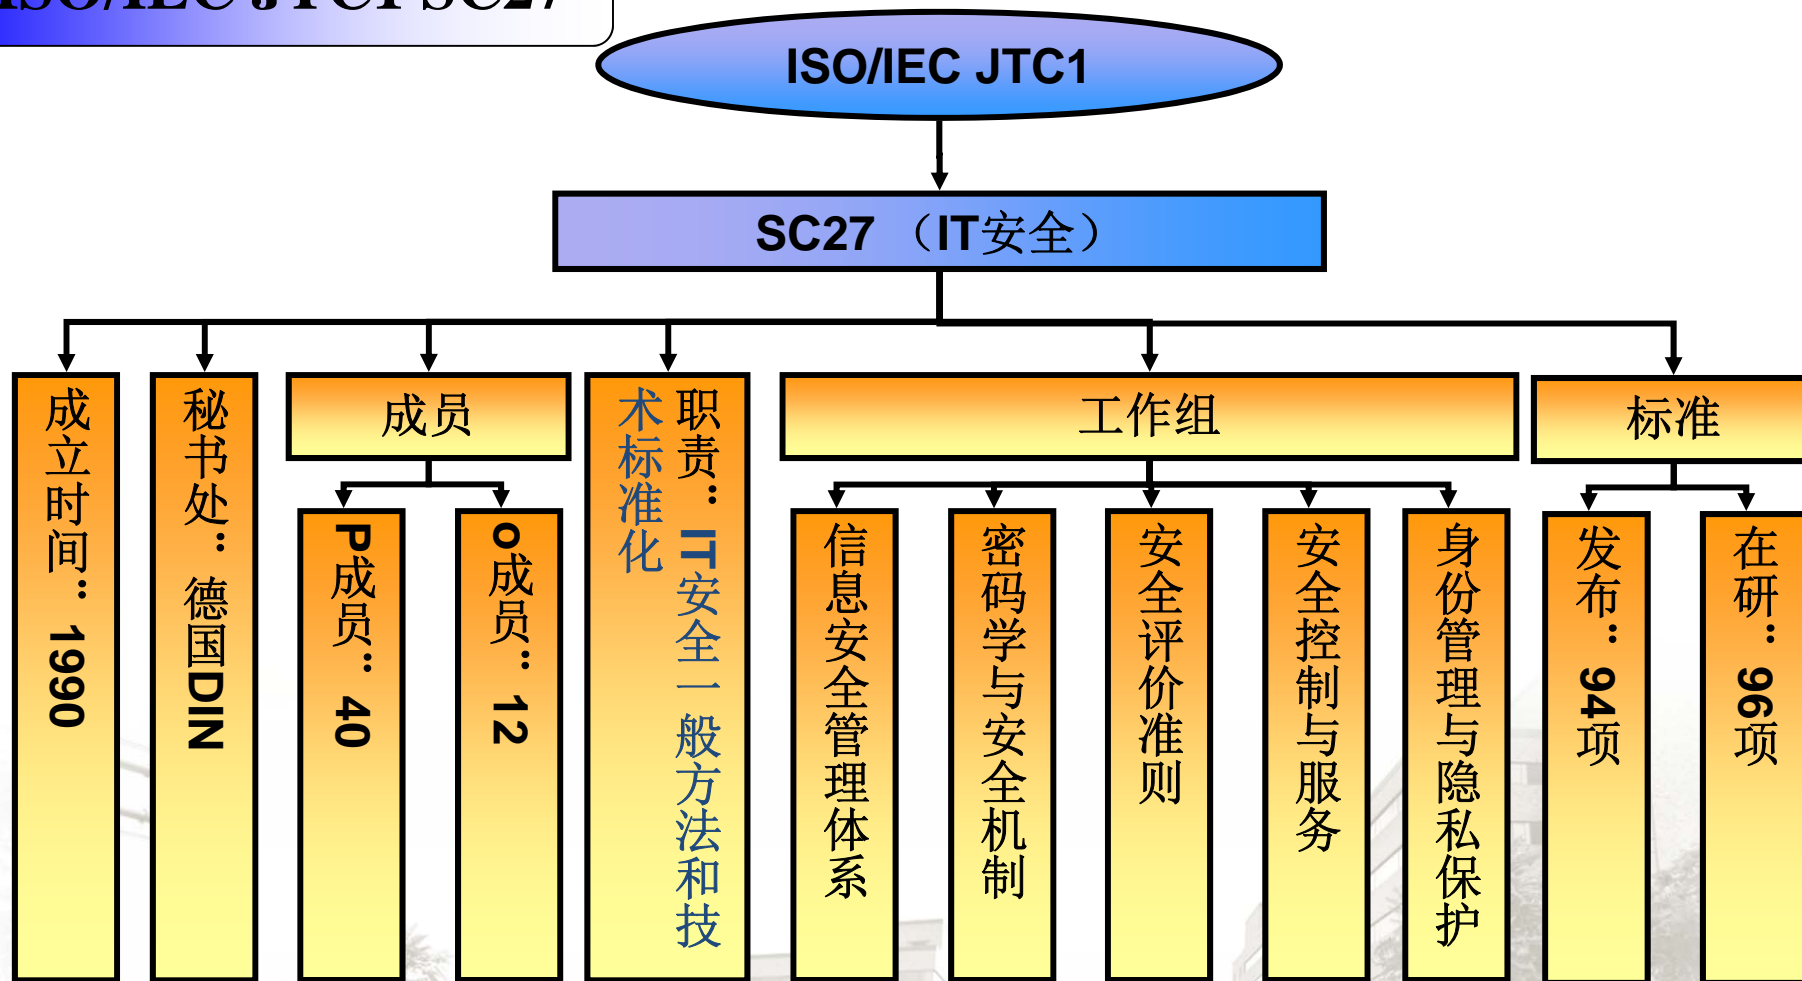 ISO/IEC JTC1 SC27
ISO/IEC JTC1
SC27 （IT安全）
成立时间：1990
秘书处：德国DIN
成员
P成员：40
o成员：12
职责：IT安全一般方法和技
术标准化
工作组
信息安全管理体系
密码学与安全机制
安全评价准则
安全控制与服务
身份管理与隐私保护
标准
发布：94项
在研：96项